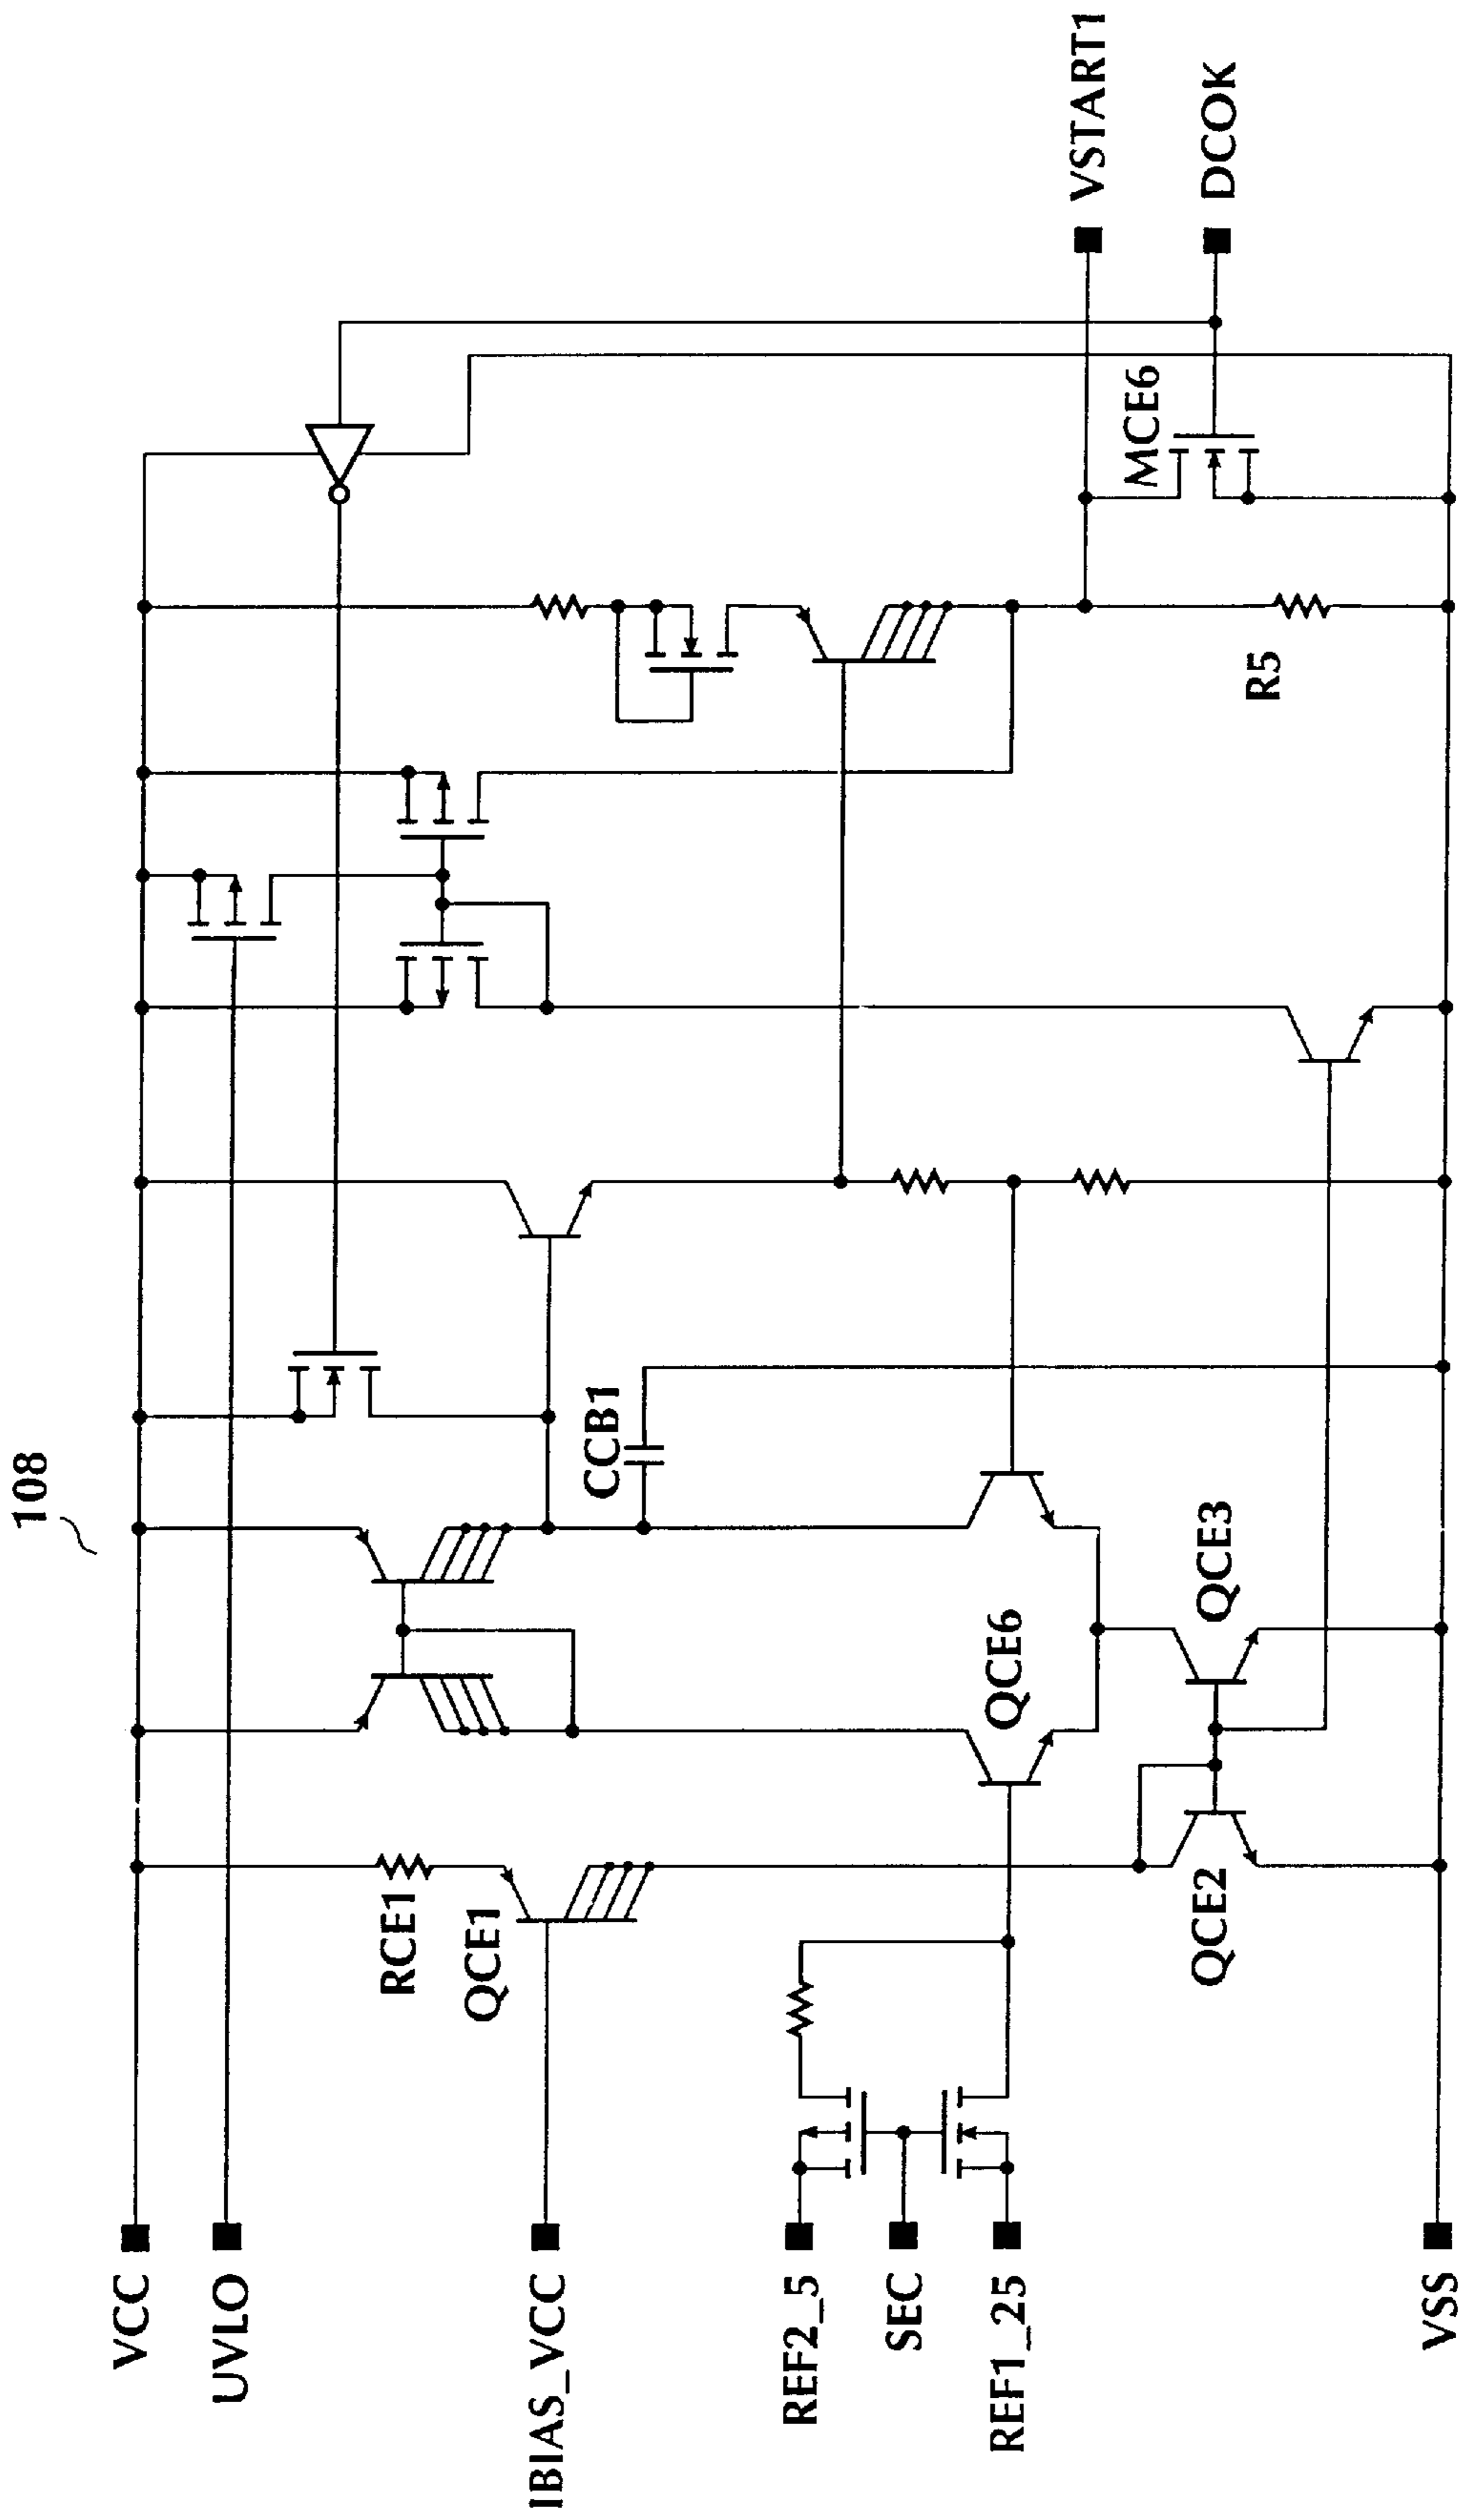 108
VCC
UVLO
IBIAS_VCC
REF2_5
SEC
REF1_25
VSS
RCE1
QCE1
QCE2
QCE6
QCE3
CCB1
R5
MCE6
VSTART1
DCOK